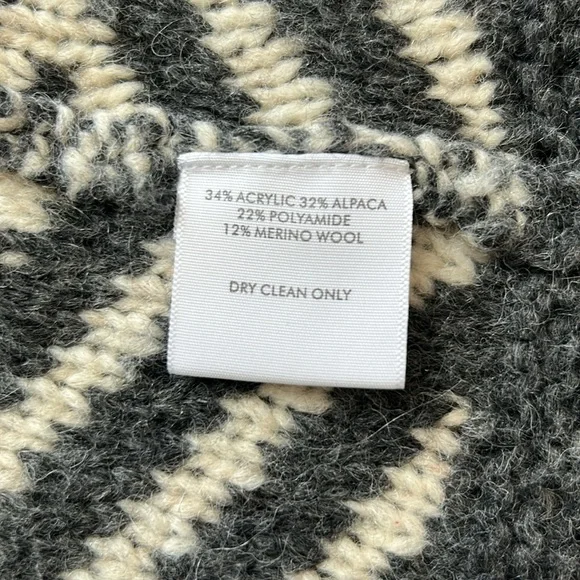 34% ACRYLIC 32% ALPACA
22% POLYAMIDE
12% MERINO WOOL
DRY CLEAN ONLY